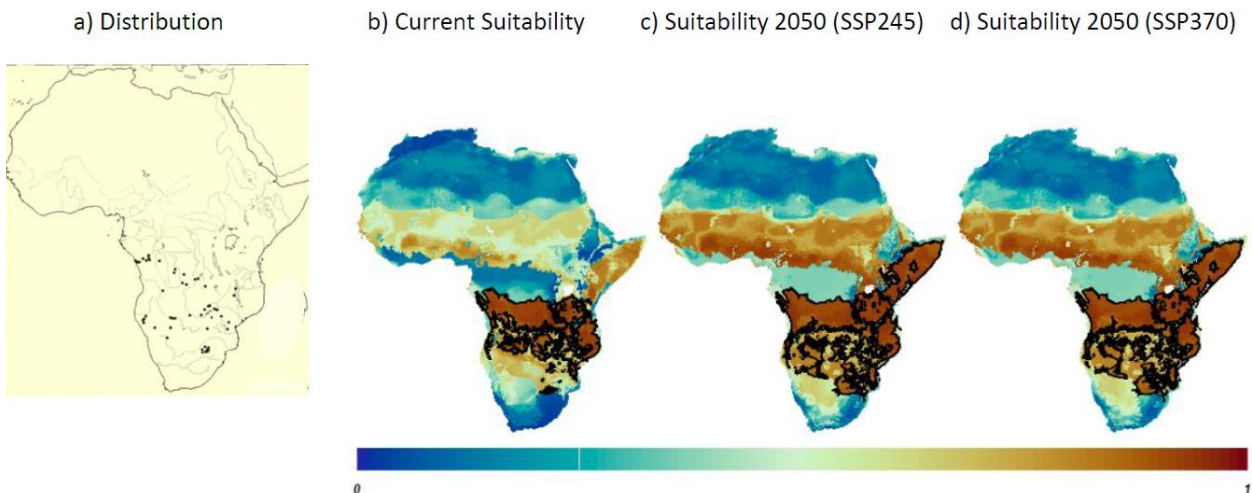 a) Distribution
b) Current Suitability
c) Suitability 2050 (SSP245)
d) Suitability 2050 (SSP370)
0
1